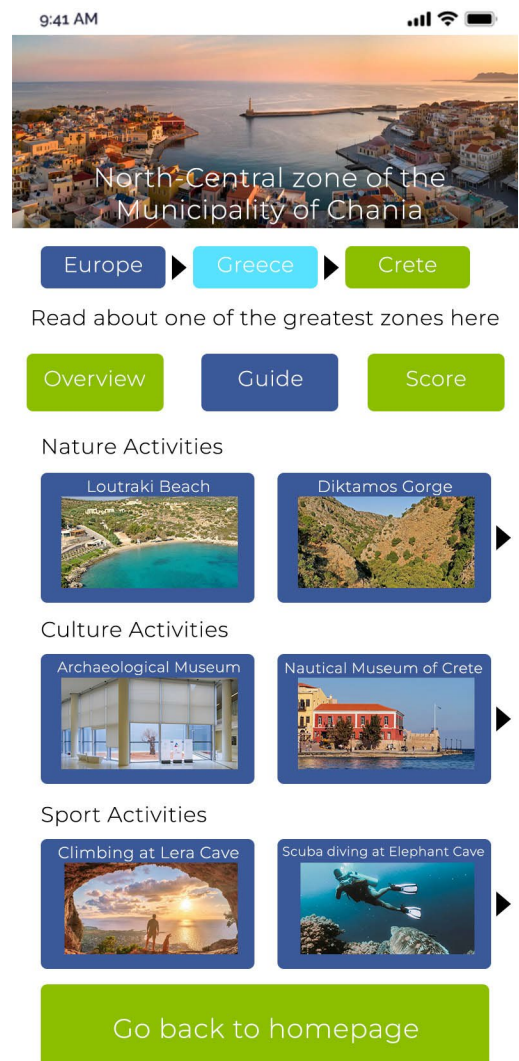 9:41 AM
North-Central zone of the
Municipality of Chania
Europe
Greece
Crete
Read about one of the greatest zones here
Overview
Guide
Score
Nature Activities
Loutraki Beach
Diktamos Gorge
Culture Activities
Archaeological Museum
Nautical Museum of Crete
Sport Activities
Climbing at Lera Cave
Scuba diving at Elephant Cave
Go back to homepage